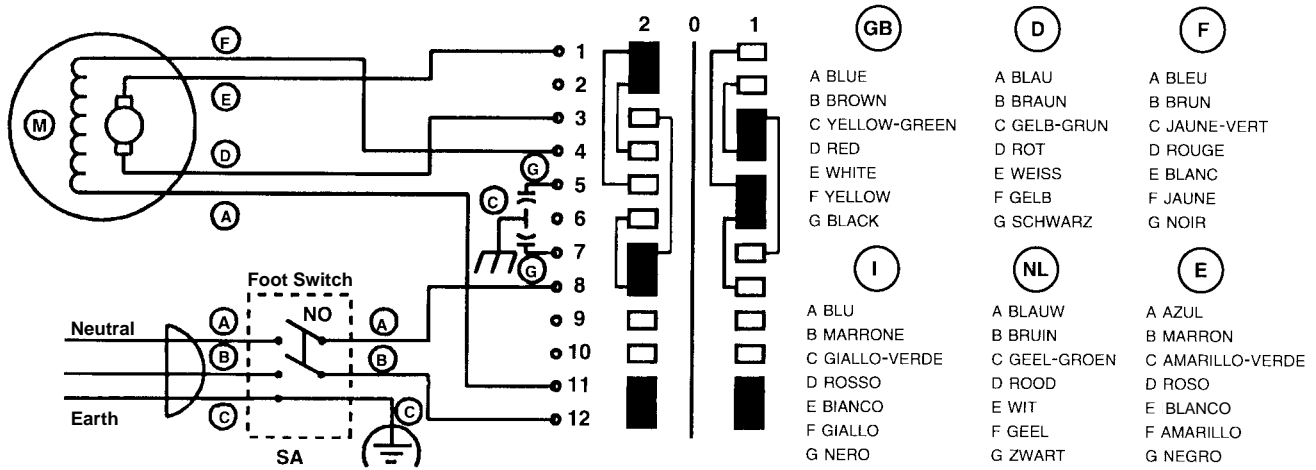 2 0 1
GB D F
F
E
M
D
A
C
G
G
1
2
3
4
5
6
7
8
9
10
11
12
A BLUE
B BROWN
C YELLOW-GREEN
D RED
E WHITE
F YELLOW
G BLACK
A BLAU
B BRAUN
C GELB-GRUN
D ROT
E WEISS
F GELB
G SCHWARZ
A BLEU
B BRUN
C JAUNE-VERT
D ROUGE
E BLANC
F JAUNE
G NOIR
Foot Switch
NO
Neutral
A A
B B
C C
Earth
SA
I NL E
A BLU
B MARRONE
C GIALLO-VERDE
D ROSSO
E BIANCO
F GIALLO
G NERO
A BLAUW
B BRUIN
C GEEL-GROEN
D ROOD
E WIT
F GEEL
G ZWART
A AZUL
B MARRON
C AMARILLO-VERDE
D ROSO
E BLANCO
F AMARILLO
G NEGRO